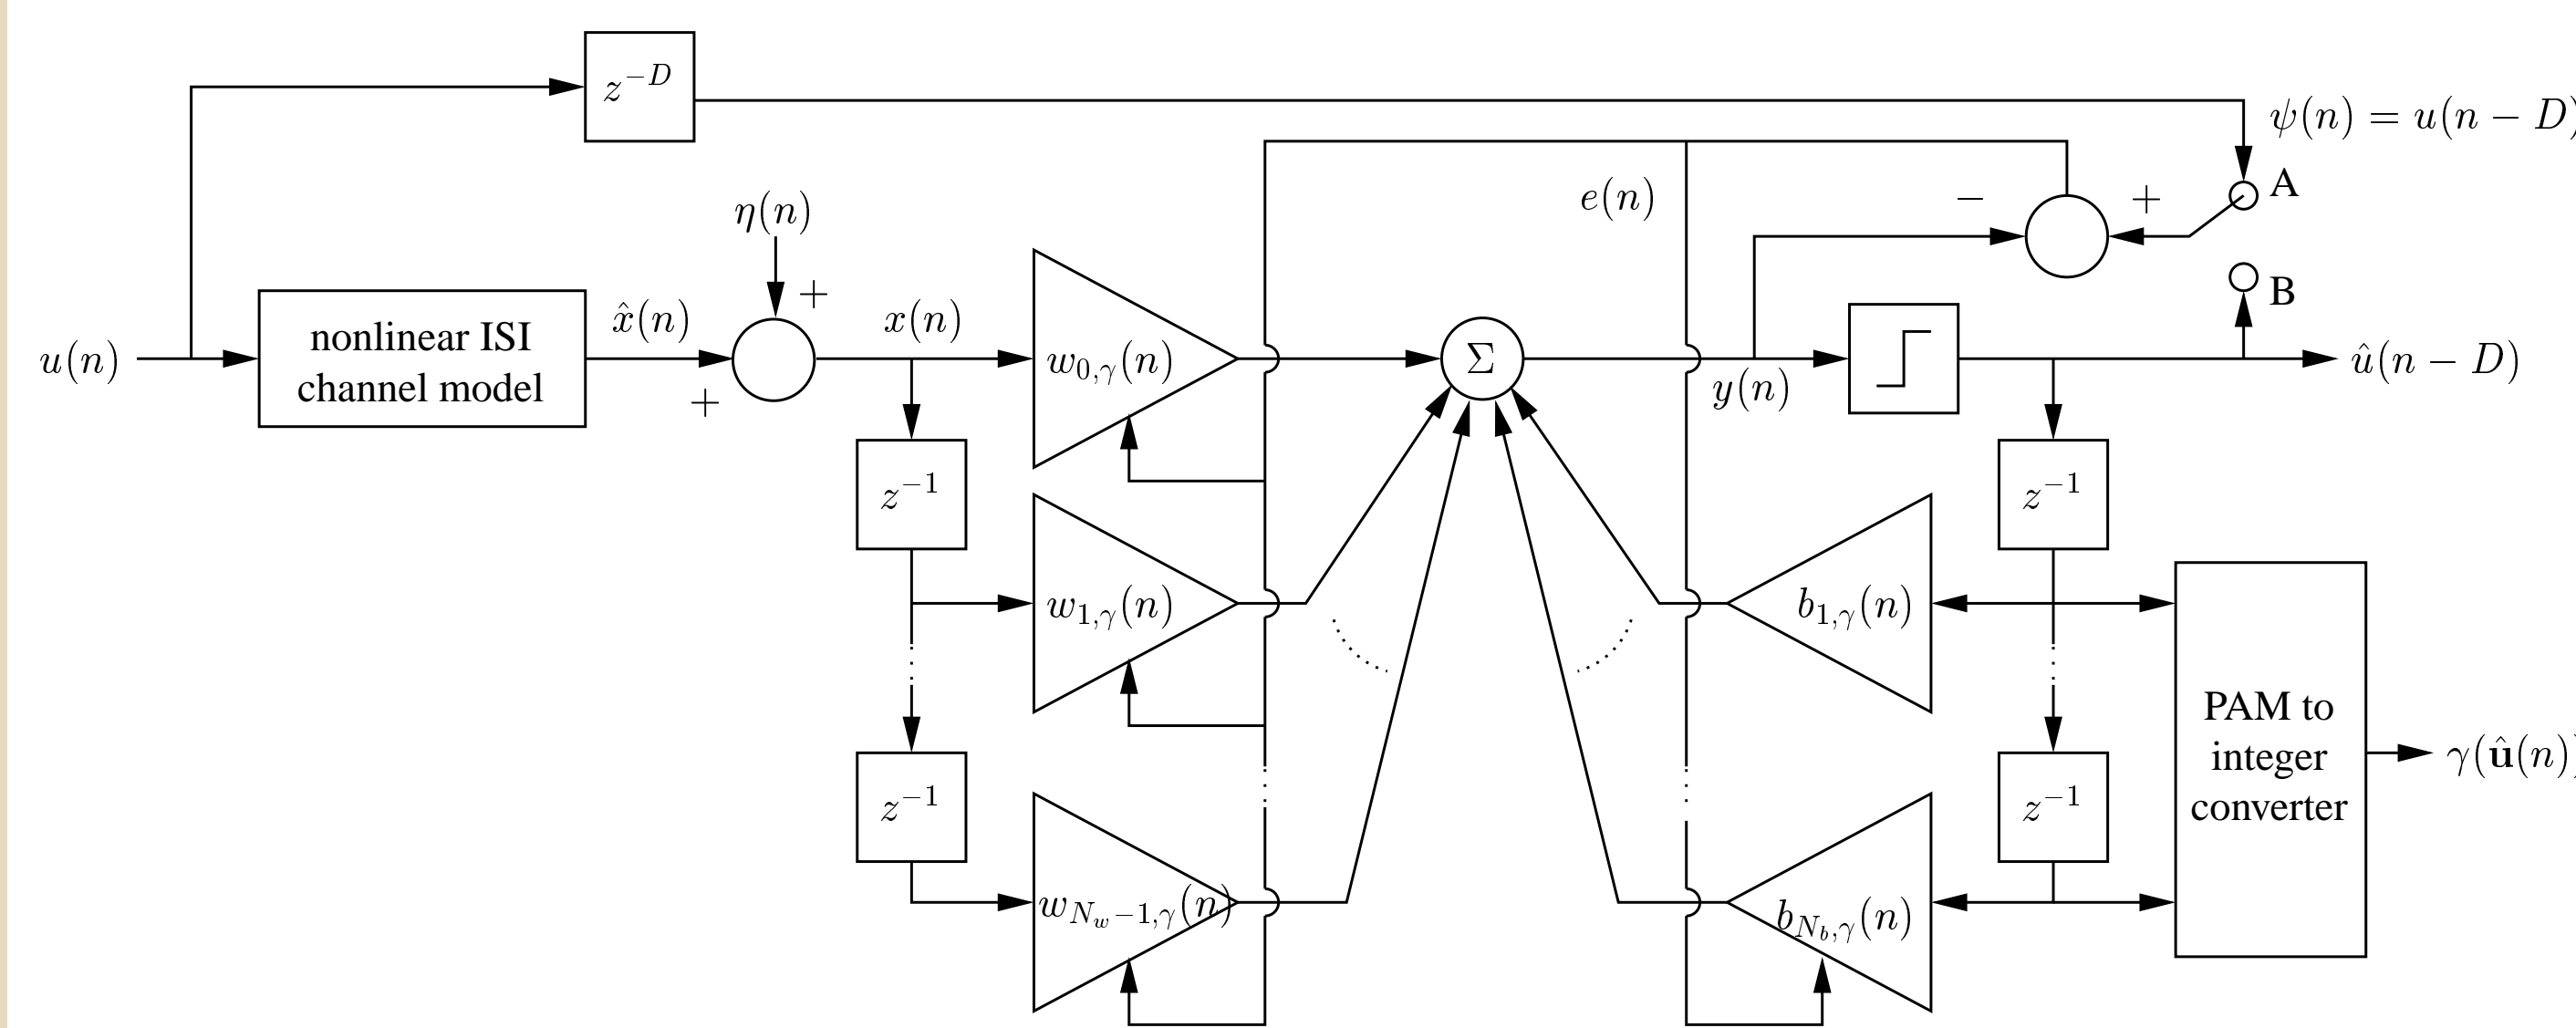 z^{-D}
ψ(n) = u(n − D)
A
η(n)
+
e(n)
−
+
B
u(n)
nonlinear ISI
channel model
x̂(n)
+
x(n)
w_{0,γ}(n)
Σ
y(n)
û(n − D)
z^{-1}
z^{-1}
w_{1,γ}(n)
b_{1,γ}(n)
PAM to
integer
converter
γ(û(n))
z^{-1}
z^{-1}
w_{N_w−1,γ}(n)
b_{N_b,γ}(n)